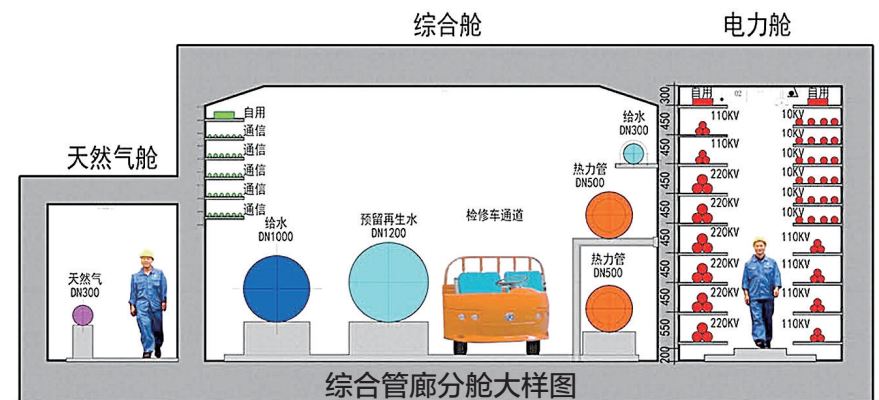 综合舱
电力舱
天然气舱
天然气
DN300
自用
通信
通信
通信
通信
通信
给水
DN1000
预留再生水
DN1200
检修车通道
给水
DN300
热力管
DN500
热力管
DN500
300
450
450
450
450
450
450
450
550
200
自用
110KV
110KV
220KV
220KV
220KV
220KV
220KV
220KV
02
自用
10KV
10KV
10KV
10KV
10KV
10KV
110KV
110KV
110KV
110KV
综合管廊分舱大样图